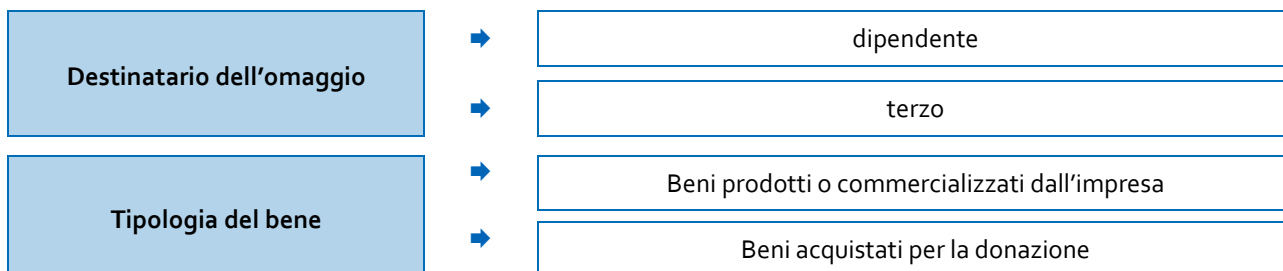 Destinatario dell’omaggio
dipendente
terzo
Tipologia del bene
Beni prodotti o commercializzati dall’impresa
Beni acquistati per la donazione